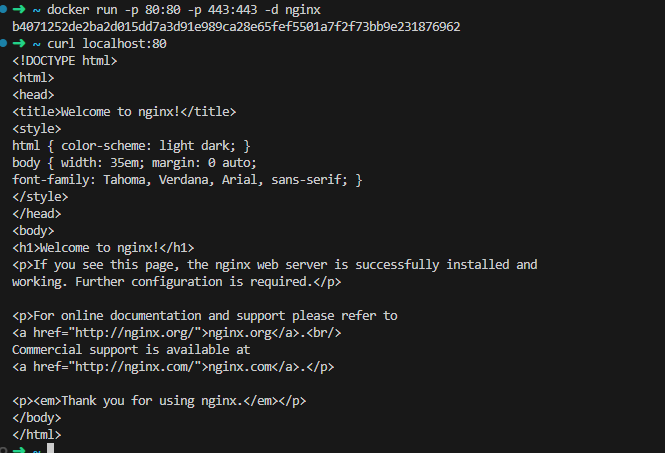 ➜ ~ docker run -p 80:80 -p 443:443 -d nginx
b4071252de2ba2d015dd7a3d91e989ca28e65fef5501a7f2f73bb9e231876962
➜ ~ curl localhost:80
<!DOCTYPE html>
<html>
<head>
<title>Welcome to nginx!</title>
<style>
html { color-scheme: light dark; }
body { width: 35em; margin: 0 auto;
font-family: Tahoma, Verdana, Arial, sans-serif; }
</style>
</head>
<body>
<h1>Welcome to nginx!</h1>
<p>If you see this page, the nginx web server is successfully installed and
working. Further configuration is required.</p>

<p>For online documentation and support please refer to
<a href="http://nginx.org/">nginx.org</a>.<br/>
Commercial support is available at
<a href="http://nginx.com/">nginx.com</a>.</p>

<p><em>Thank you for using nginx.</em></p>
</body>
</html>
➜ ~